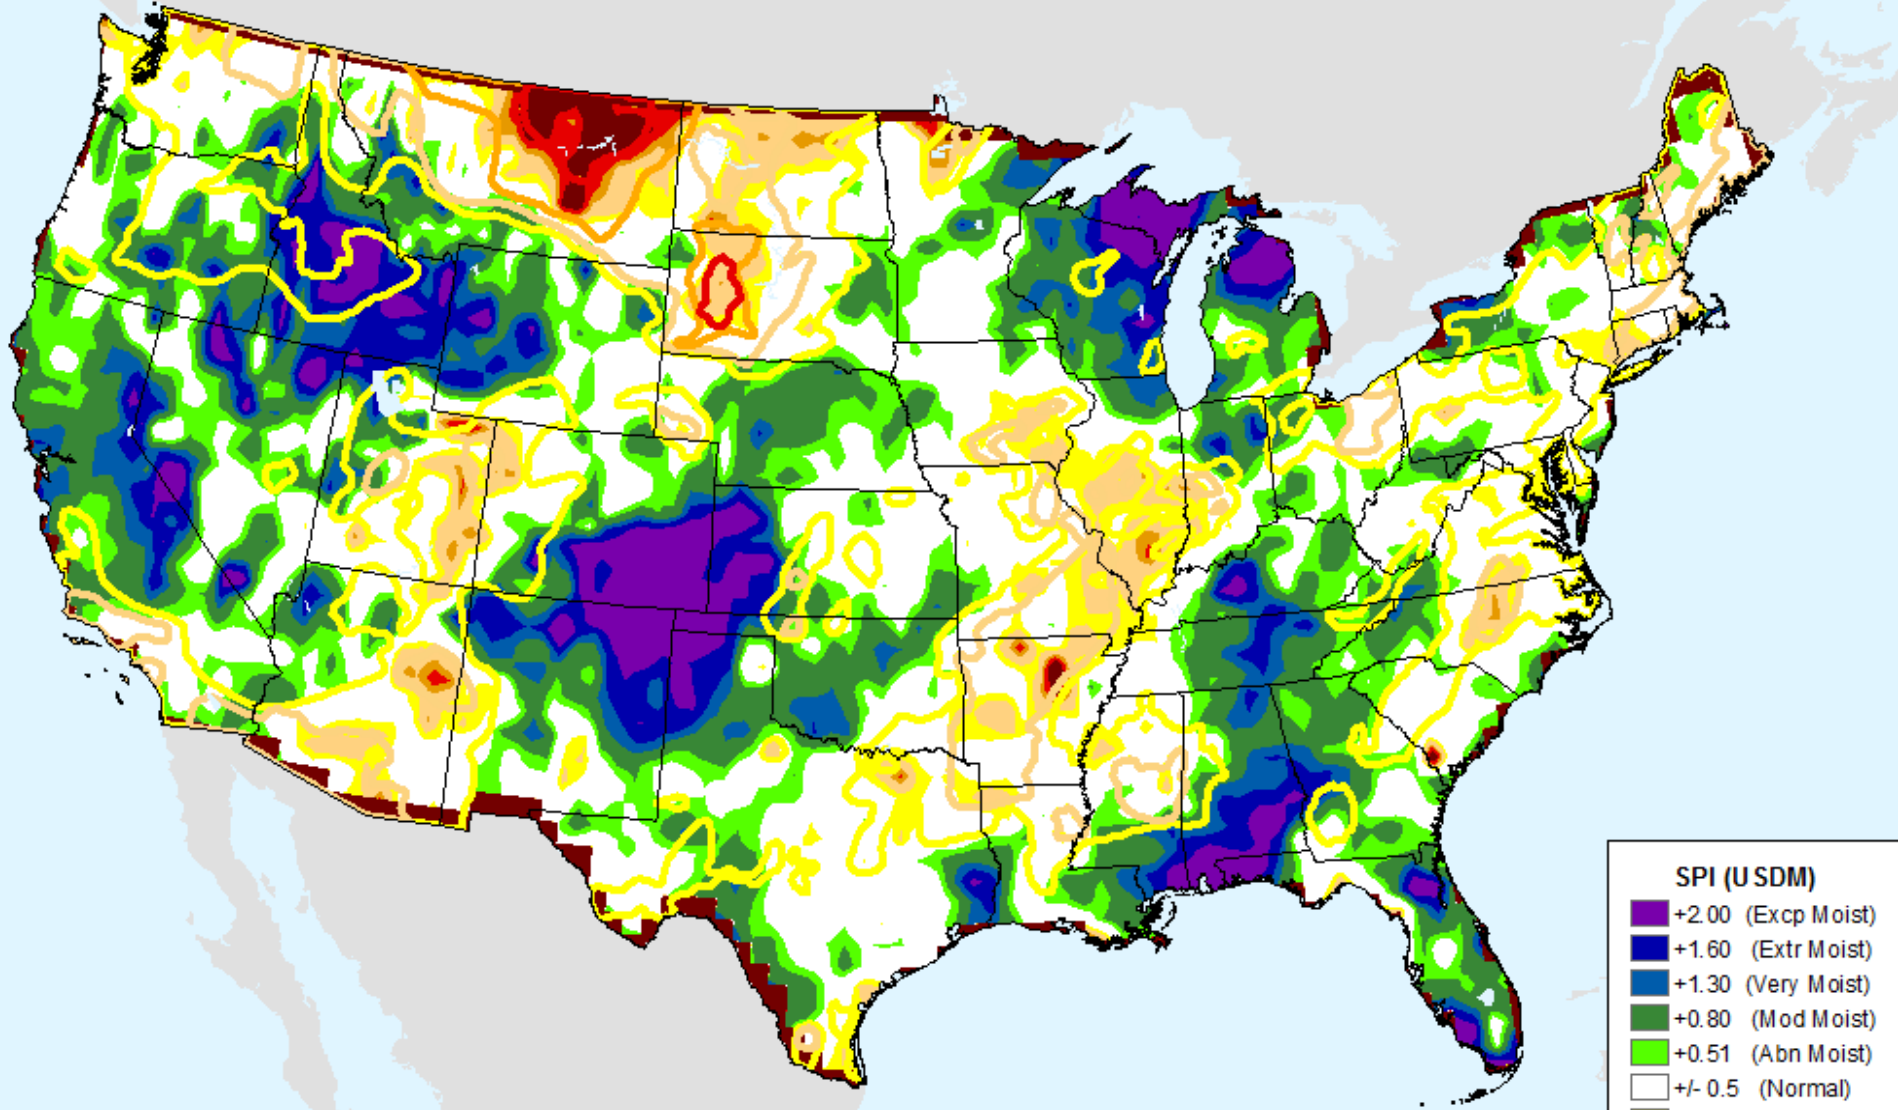 SPI (USDM)
+2.00 (Excp Moist)
+1.60 (Extr Moist)
+1.30 (Very Moist)
+0.80 (Mod Moist)
+0.51 (Abn Moist)
+/- 0.5 (Normal)